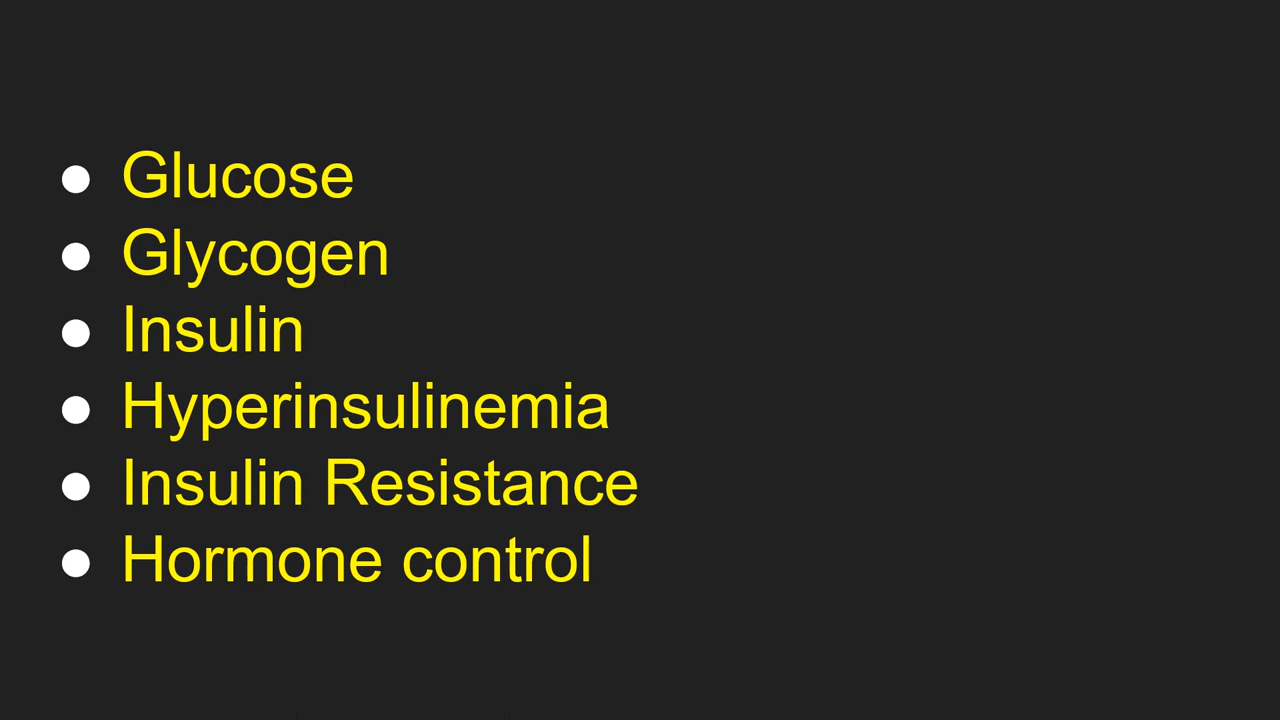 ● Glucose
● Glycogen
● Insulin
● Hyperinsulinemia
● Insulin Resistance
● Hormone control